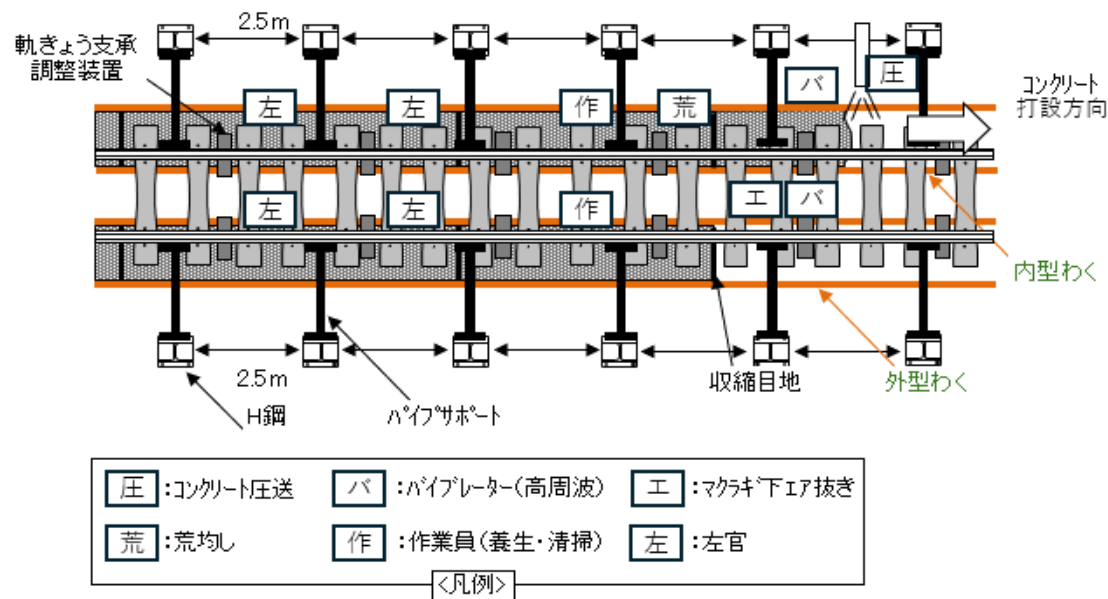 2.5m
軌きょう支承
調整装置
バ
圧
コンクリート
打設方向
左
左
作
荒
左
左
作
エ
バ
内型わく
2.5m
収縮目地
外型わく
H鋼
パイプサポート
圧:コンクリート圧送
バ:バイブレーター(高周波)
エ:マクラギ下エア抜き
荒:荒均し
作:作業員(養生・清掃)
左:左官
<凡例>